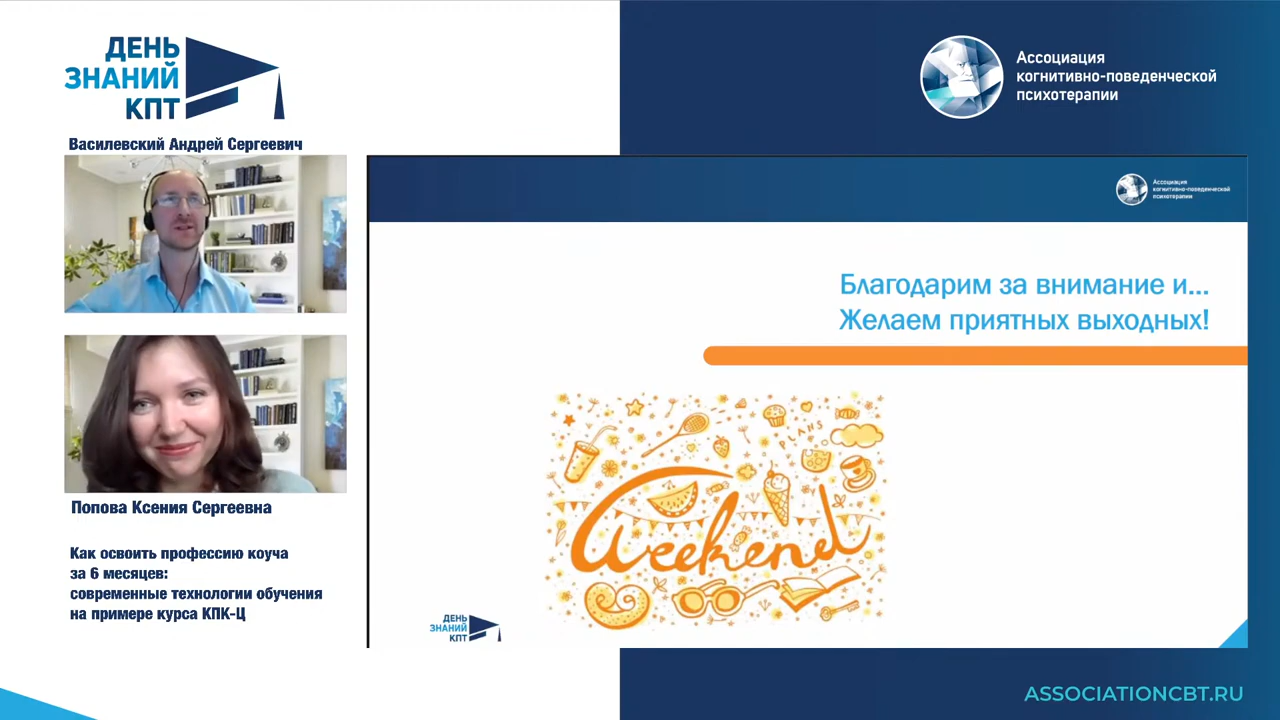 ДЕНЬ
ЗНАНИЙ
КПТ
Ассоциация
когнитивно-поведенческой
психотерапии
Василевский Андрей Сергеевич
Попова Ксения Сергеевна
Как освоить профессию коуча
за 6 месяцев:
современные технологии обучения
на примере курса КПК-Ц
Ассоциация
когнитивно-поведенческой
психотерапии
Благодарим за внимание и...
Желаем приятных выходных!
PLANS
Weekend
ДЕНЬ
ЗНАНИЙ
КПТ
ASSOCIATIONCBT.RU